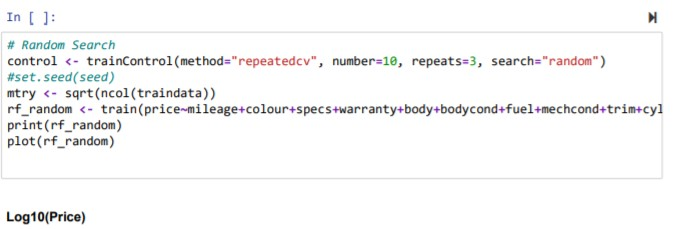 In [ ]:
# Random Search
control <- trainControl(method="repeatedcv", number=10, repeats=3, search="random")
#set.seed(seed)
mtry <- sqrt(ncol(traindata))
rf_random <- train(price~mileage+colour+specs+warranty+body+bodycond+fuel+mechcond+trim+cyl
print(rf_random)
plot(rf_random)
Log10(Price)